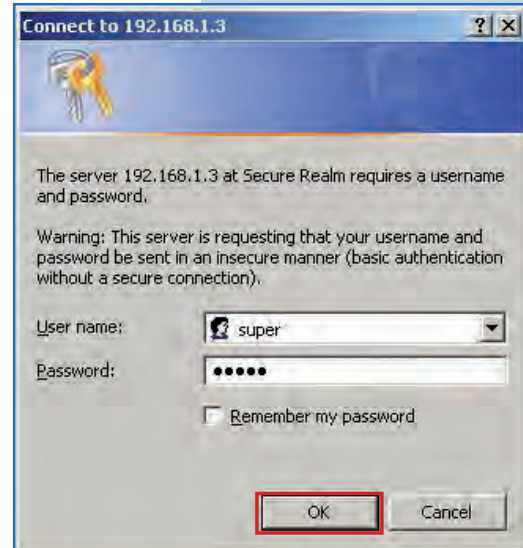 Connect to 192.168.1.3
The server 192.168.1.3 at Secure Realm requires a username
and password.
Warning: This server is requesting that your username and
password be sent in an insecure manner (basic authentication
without a secure connection).
User name:
super
Password:
•••••
Remember my password
OK
Cancel